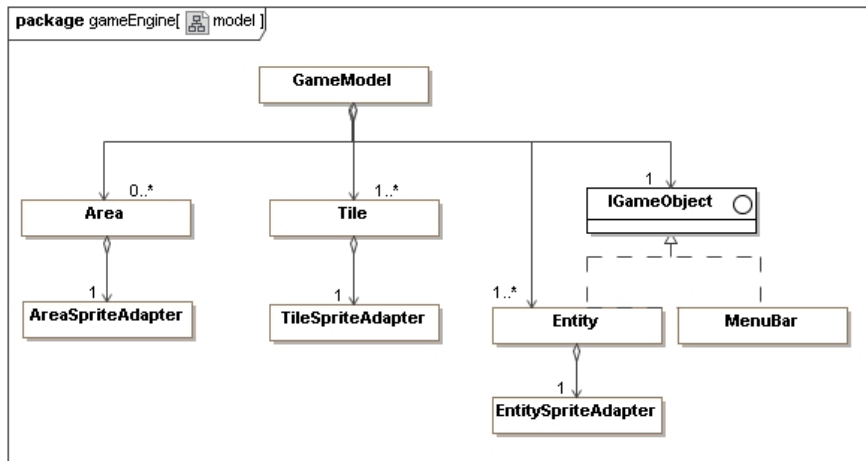 package gameEngine[ model ]
GameModel
0..*
1..*
1
Area
Tile
IGameObject
1
1
1..*
AreaSpriteAdapter
TileSpriteAdapter
Entity
MenuBar
1
EntitySpriteAdapter